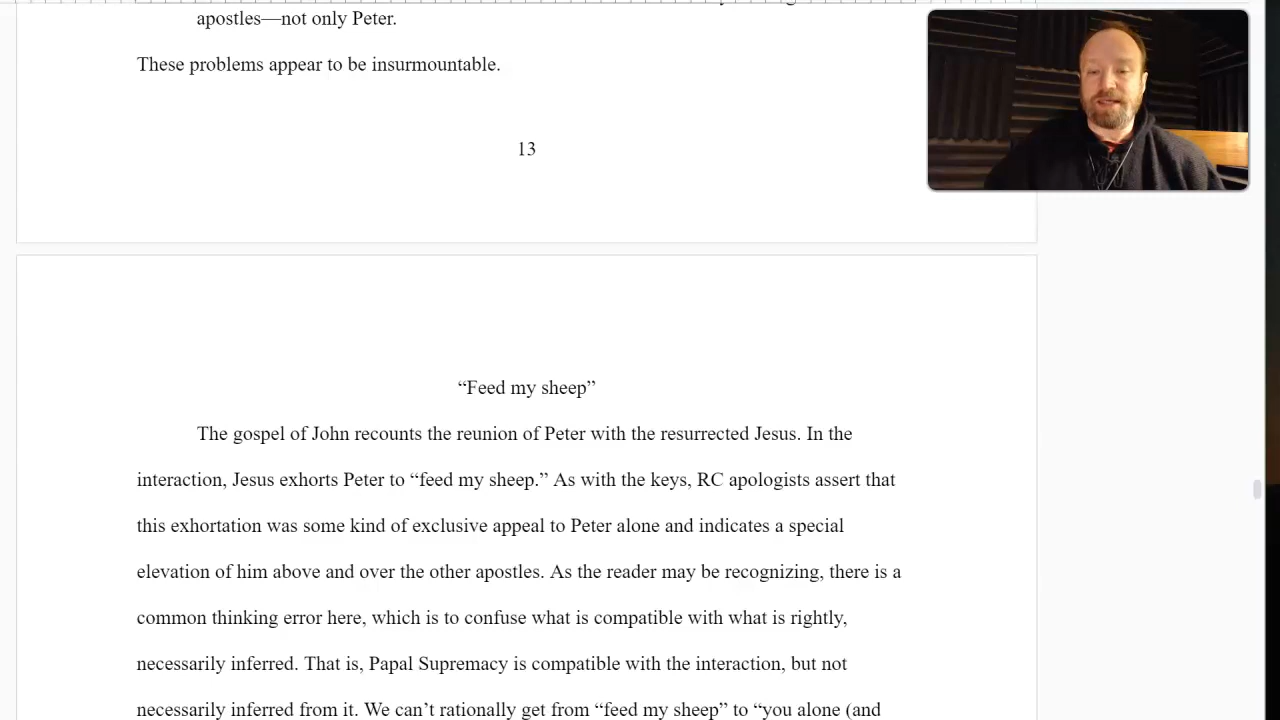 apostles—not only Peter.
These problems appear to be insurmountable.
13
“Feed my sheep”
The gospel of John recounts the reunion of Peter with the resurrected Jesus. In the
interaction, Jesus exhorts Peter to “feed my sheep.” As with the keys, RC apologists assert that
this exhortation was some kind of exclusive appeal to Peter alone and indicates a special
elevation of him above and over the other apostles. As the reader may be recognizing, there is a
common thinking error here, which is to confuse what is compatible with what is rightly,
necessarily inferred. That is, Papal Supremacy is compatible with the interaction, but not
necessarily inferred from it. We can’t rationally get from “feed my sheep” to “you alone (and